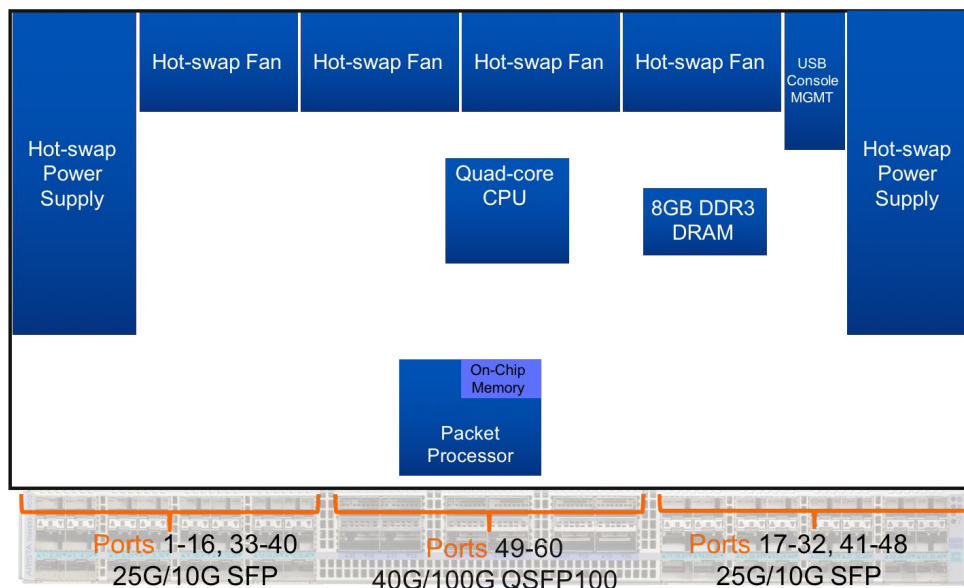 Hot-swap Fan
Hot-swap Fan
Hot-swap Fan
Hot-swap Fan
USB
Console
MGMT
Hot-swap
Power
Supply
Hot-swap
Power
Supply
Quad-core
CPU
8GB DDR3
DRAM
On-Chip
Memory
Packet
Processor
Ports 1-16, 33-40
25G/10G SFP
Ports 49-60
40G/100G QSFP100
Ports 17-32, 41-48
25G/10G SFP